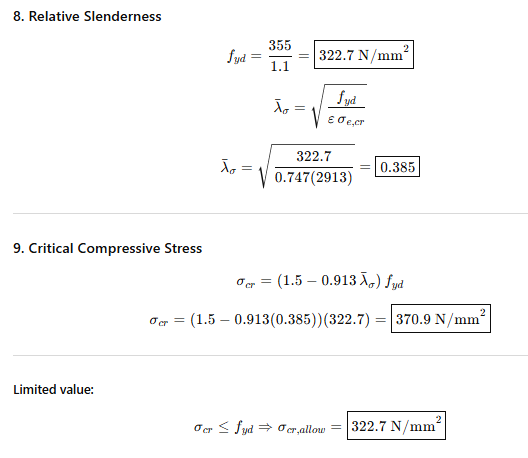 8. Relative Slenderness
f_yd = 355/1.1 = 322.7 N/mm²
λ̄_σ = √(f_yd/(ε σ_e,cr))
λ̄_σ = √(322.7/(0.747(2913))) = 0.385
9. Critical Compressive Stress
σ_cr = (1.5 − 0.913 λ̄_σ) f_yd
σ_cr = (1.5 − 0.913(0.385))(322.7) = 370.9 N/mm²
Limited value:
σ_cr ≤ f_yd ⇒ σ_cr,allow = 322.7 N/mm²